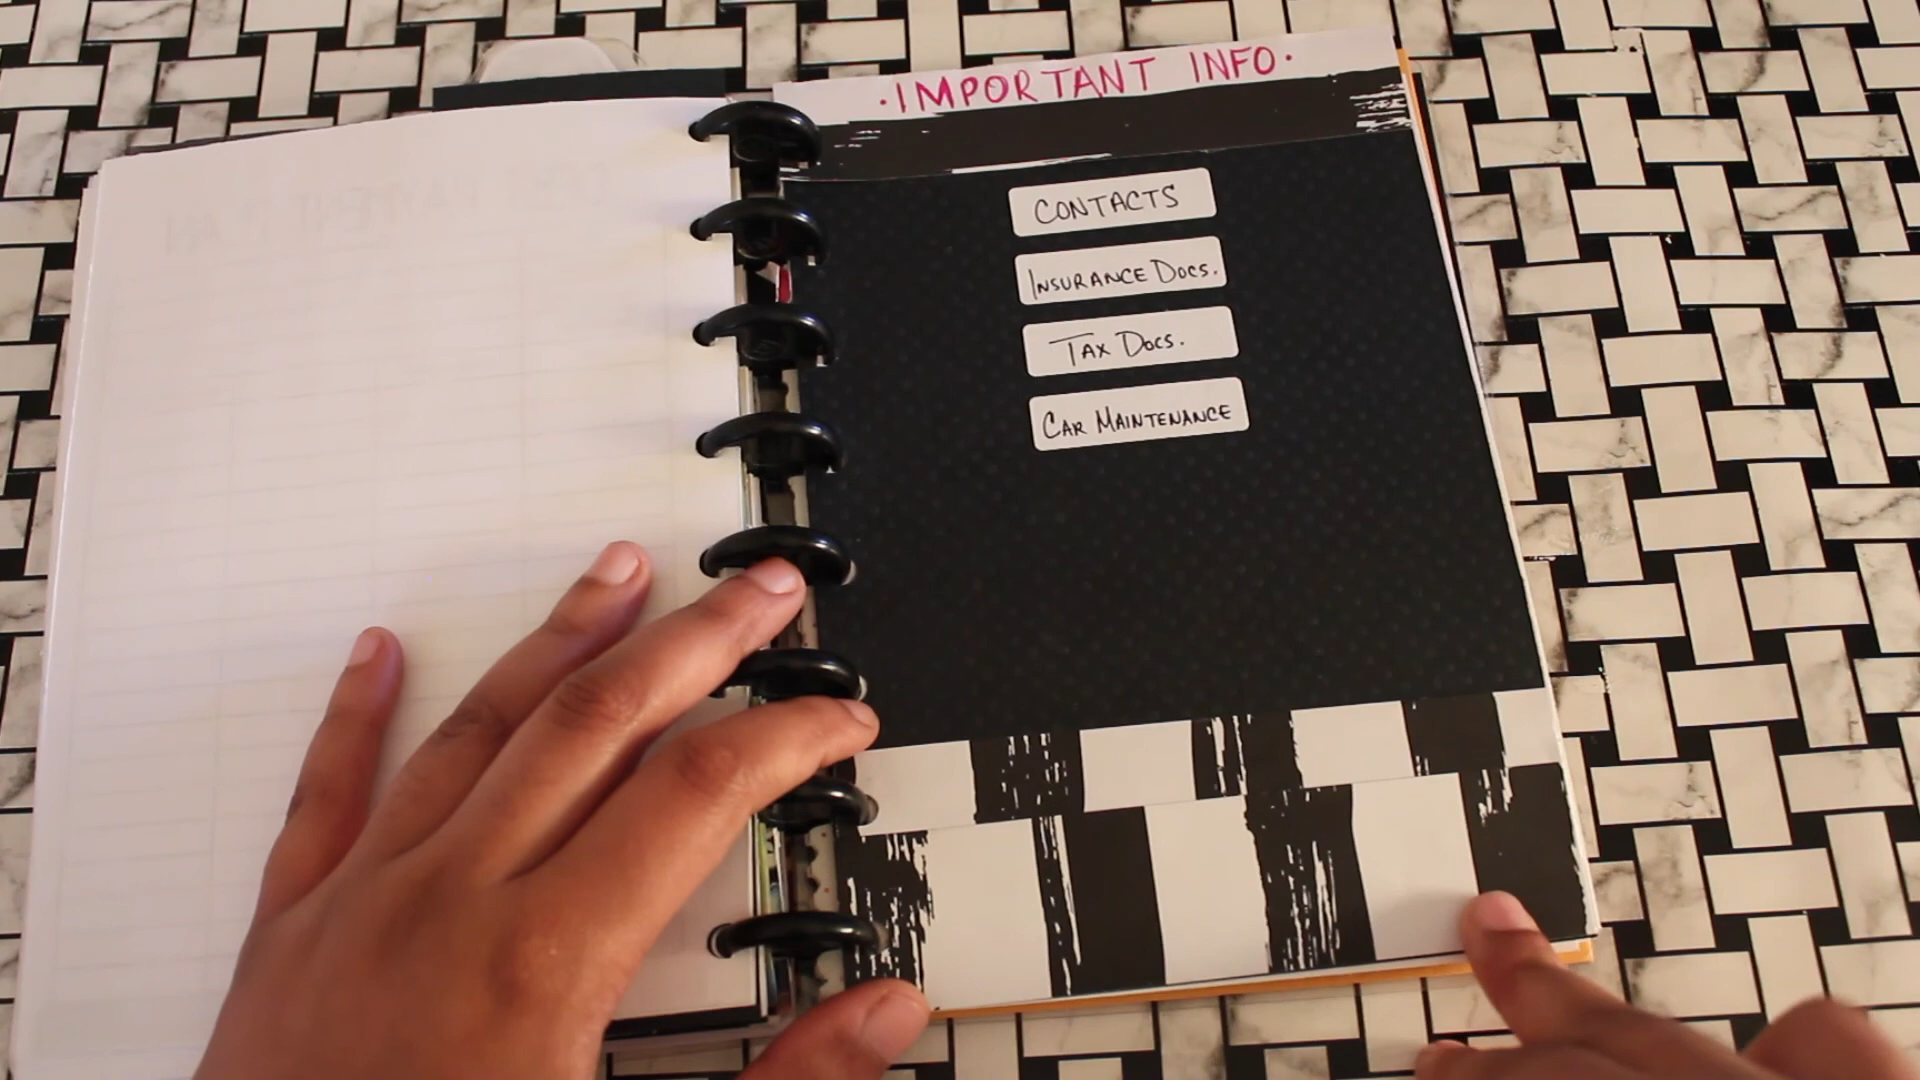 ·IMPORTANT INFO·
CONTACTS
INSURANCE DOCS.
TAX DOCS.
CAR MAINTENANCE